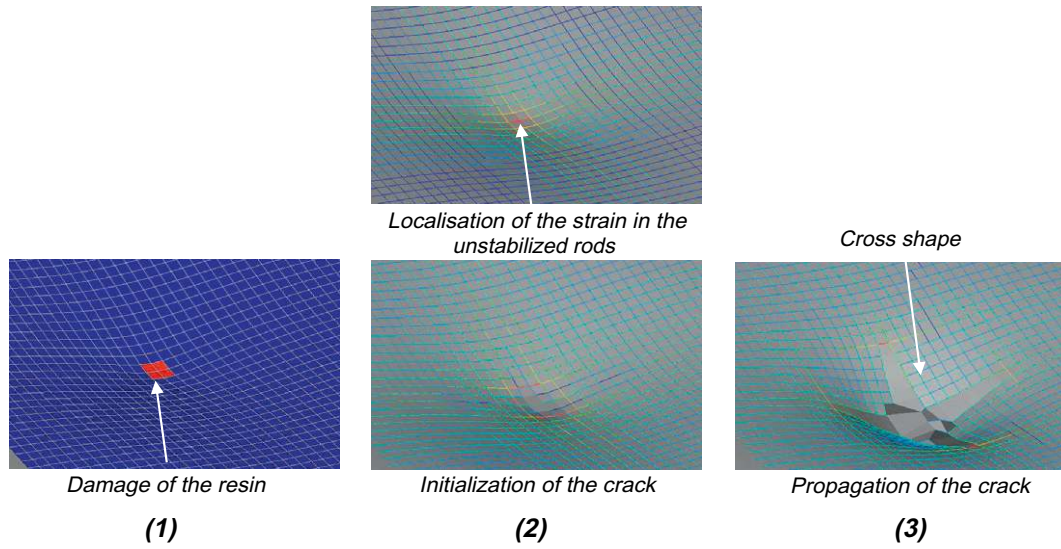 Localisation of the strain in the
unstabilized rods
Cross shape
Damage of the resin
Initialization of the crack
Propagation of the crack
(1)
(2)
(3)